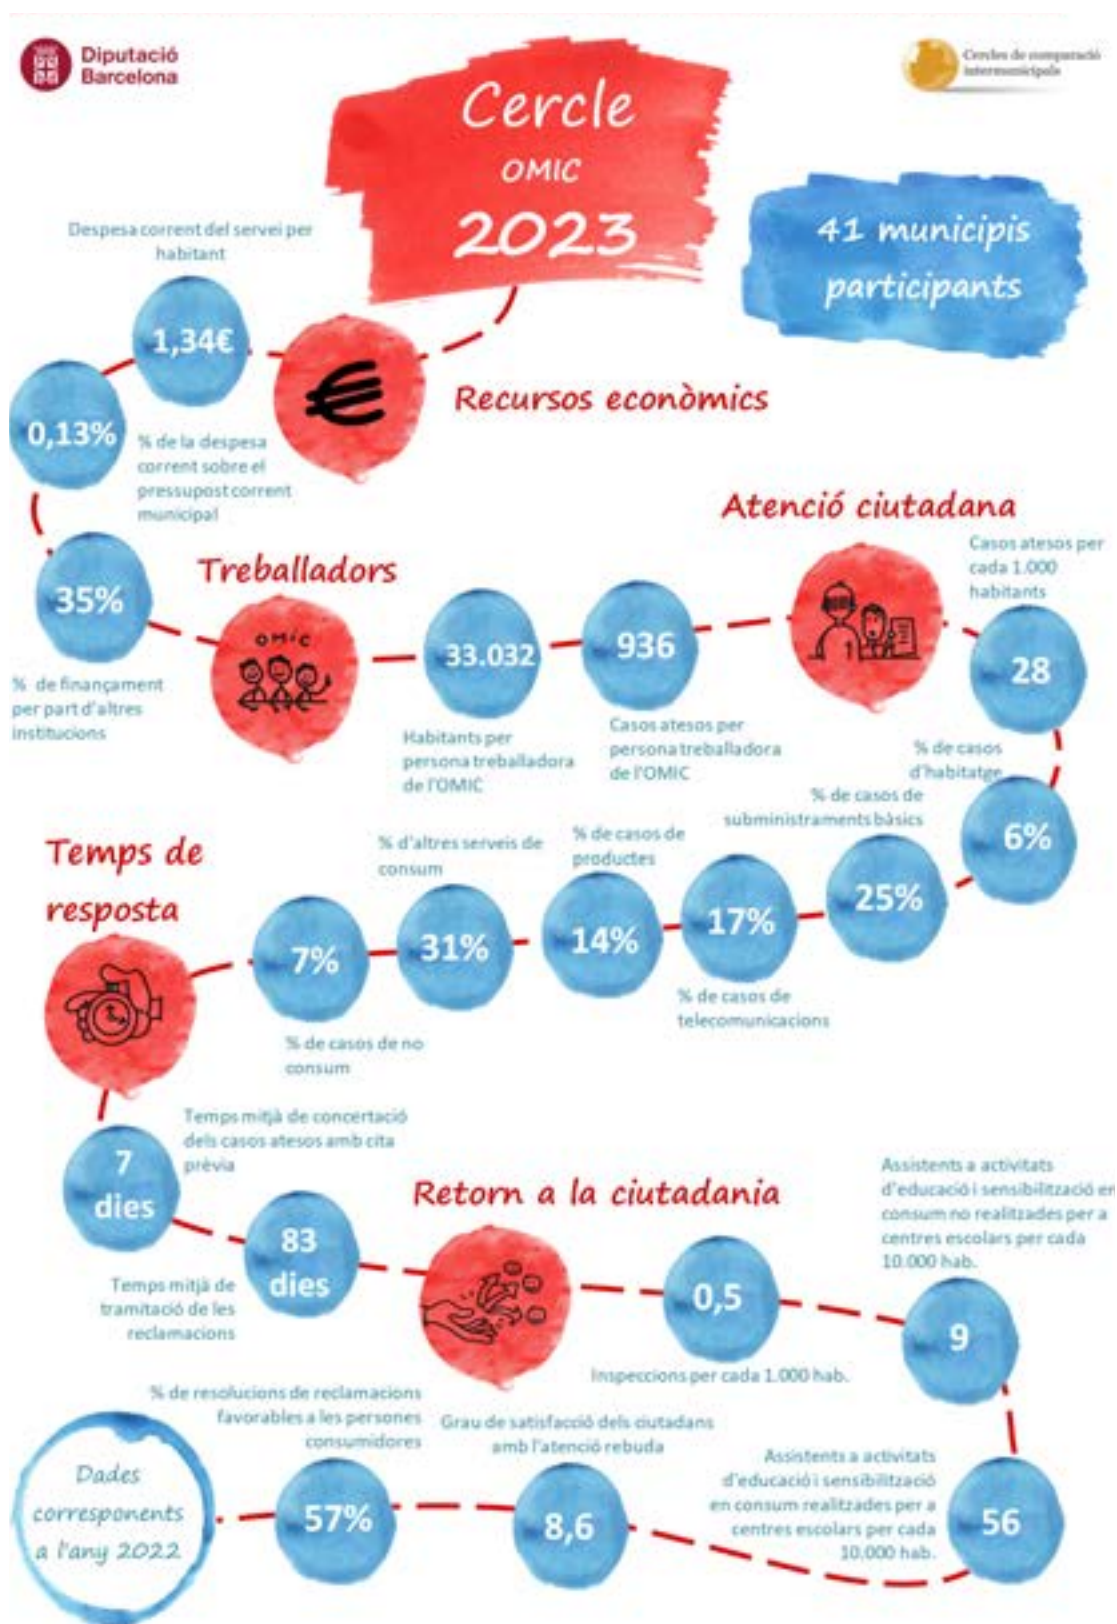 Diputació
Barcelona
Cercles de comparació
intermunicipals
Cercle
OMIC
2023
41 municipis
participants
Despesa corrent del servei per
habitant
1,34€
Recursos econòmics
0,13%
% de la despesa
corrent sobre el
pressupost corrent
municipal
35%
% de finançament
per part d'altres
institucions
Treballadors
OMIC
33.032
Habitants per
persona treballadora
de l'OMIC
936
Casos atesos per
persona treballadora
de l'OMIC
Atenció ciutadana
Casos atesos per
cada 1.000
habitants
28
% de casos
d'habitatge
6%
% de casos de
subministraments bàsics
25%
17%
% de casos de
telecomunicacions
% de casos de
productes
14%
% d'altres serveis de
consum
31%
7%
% de casos de no
consum
Temps de
resposta
Temps mitjà de concertació
dels casos atesos amb cita
prèvia
7
dies
83
dies
Temps mitjà de
tramitació de les
reclamacions
Retorn a la ciutadania
0,5
Inspeccions per cada 1.000 hab.
Assistents a activitats
d'educació i sensibilització en
consum no realitzades per a
centres escolars per cada
10.000 hab.
9
Assistents a activitats
d'educació i sensibilització
en consum realitzades per a
centres escolars per cada
10.000 hab.
56
Grau de satisfacció dels ciutadans
amb l'atenció rebuda
8,6
% de resolucions de reclamacions
favorables a les persones
consumidores
57%
Dades
corresponents
a l'any 2022